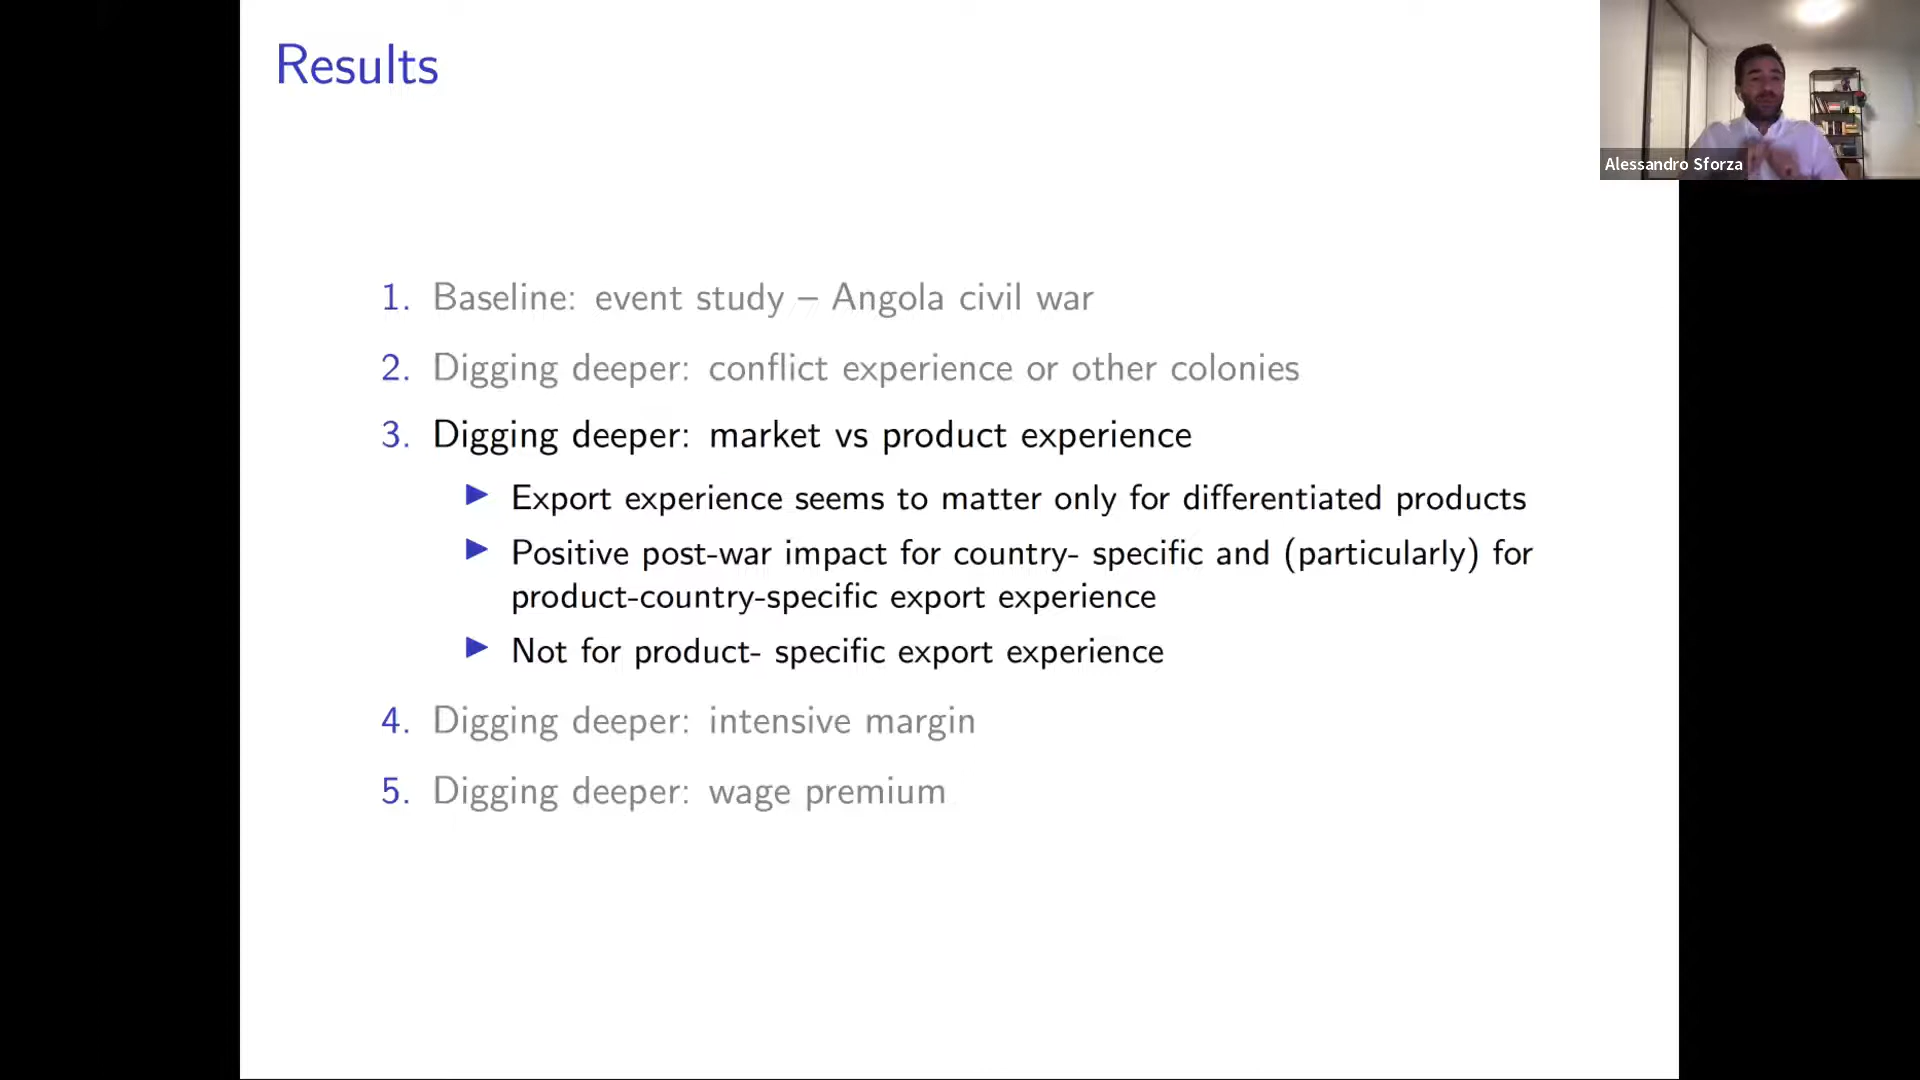 Results
Alessandro Sforza
1. Baseline: event study – Angola civil war
2. Digging deeper: conflict experience or other colonies
3. Digging deeper: market vs product experience
▶ Export experience seems to matter only for differentiated products
▶ Positive post-war impact for country- specific and (particularly) for
product-country-specific export experience
▶ Not for product- specific export experience
4. Digging deeper: intensive margin
5. Digging deeper: wage premium